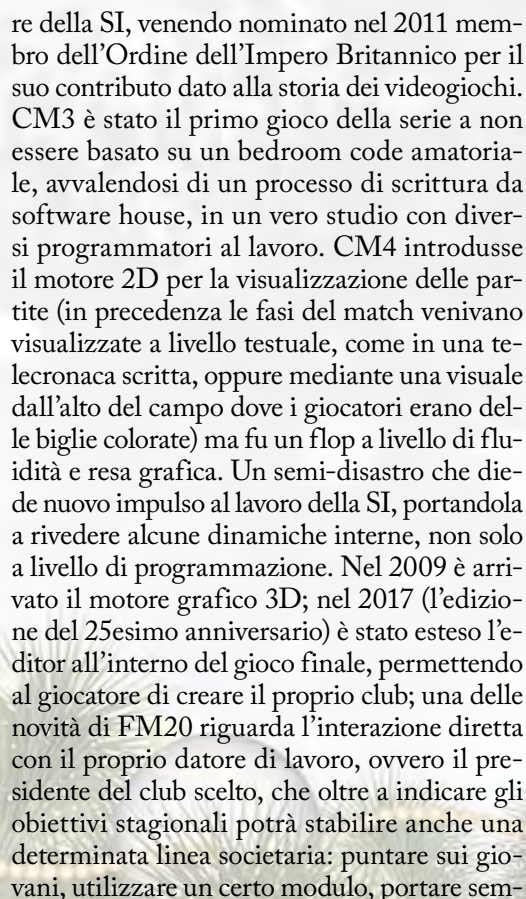 re della SI, venendo nominato nel 2011 mem-
bro dell’Ordine dell’Impero Britannico per il
suo contributo dato alla storia dei videogiochi.
CM3 è stato il primo gioco della serie a non
essere basato su un bedroom code amatoria-
le, avvalendosi di un processo di scrittura da
software house, in un vero studio con diver-
si programmatori al lavoro. CM4 introdusse
il motore 2D per la visualizzazione delle par-
tite (in precedenza le fasi del match venivano
visualizzate a livello testuale, come in una te-
lecronaca scritta, oppure mediante una visuale
dall’alto del campo dove i giocatori erano del-
le biglie colorate) ma fu un flop a livello di flu-
idità e resa grafica. Un semi-disastro che die-
de nuovo impulso al lavoro della SI, portandola
a rivedere alcune dinamiche interne, non solo
a livello di programmazione. Nel 2009 è arri-
vato il motore grafico 3D; nel 2017 (l’edizio-
ne del 25esimo anniversario) è stato esteso l’e-
ditor all’interno del gioco finale, permettendo
al giocatore di creare il proprio club; una delle
novità di FM20 riguarda l’interazione diretta
con il proprio datore di lavoro, ovvero il pre-
sidente del club scelto, che oltre a indicare gli
obiettivi stagionali potrà stabilire anche una
determinata linea societaria: puntare sui gio-
vani, utilizzare un certo modulo, portare sem-